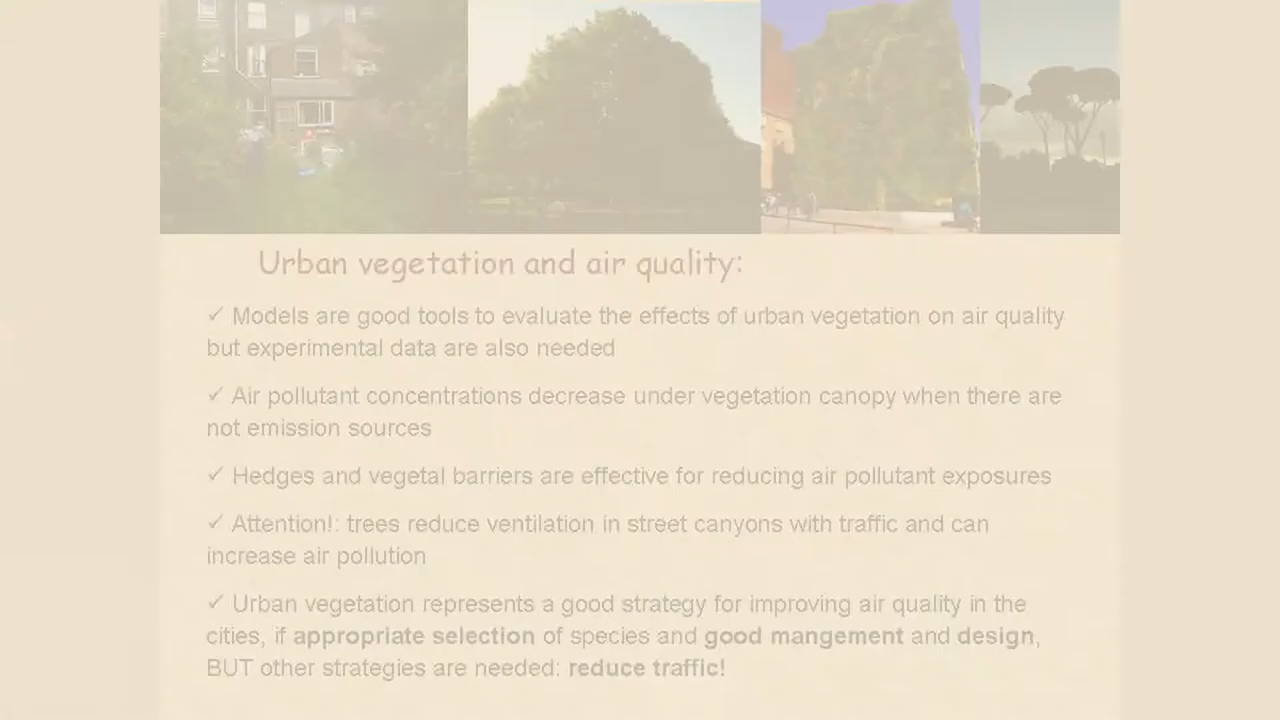 Urban vegetation and air quality:
✓ Models are good tools to evaluate the effects of urban vegetation on air quality
but experimental data are also needed
✓ Air pollutant concentrations decrease under vegetation canopy when there are
not emission sources
✓ Hedges and vegetal barriers are effective for reducing air pollutant exposures
✓ Attention!: trees reduce ventilation in street canyons with traffic and can
increase air pollution
✓ Urban vegetation represents a good strategy for improving air quality in the
cities, if appropriate selection of species and good mangement and design,
BUT other strategies are needed: reduce traffic!